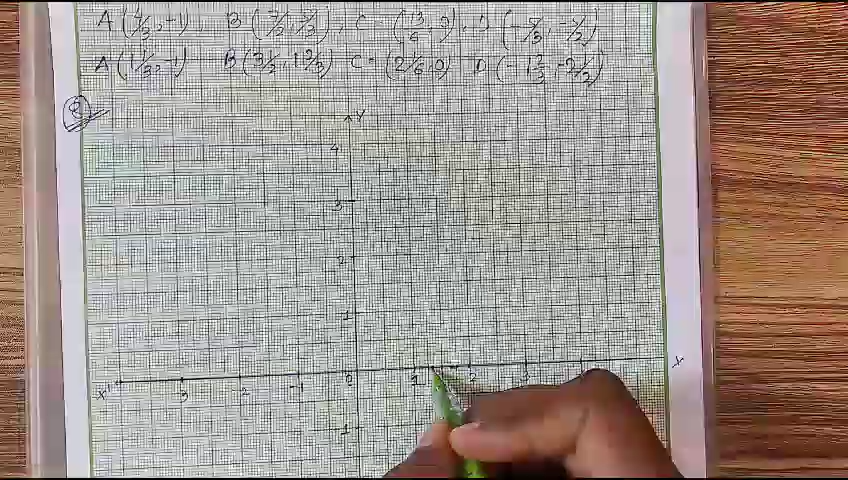 A (4/3, -1), B (7/2, 5/3), C = (13/6, 0), D (-5/3, -5/2)
A (1 1/3, -1) B (3 1/2, 1 2/3) C = (2 1/6, 0) D (-1 2/3, -2 1/2)
Y
4
3
2
1
X' -3 -2 -1 0 1 2 3 X
1